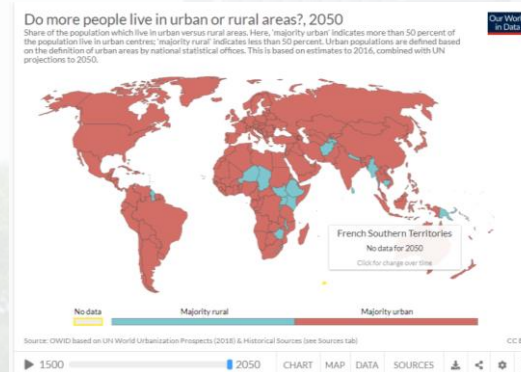 Do more people live in urban or rural areas?, 2050
Our World
in Data
Share of the population which live in urban versus rural areas. Here, 'majority urban' indicates more than 50 percent of
the population live in urban centres; 'majority rural' indicates less than 50 percent. Urban populations are defined based
on the definition of urban areas by national statistical offices. This is based on estimates to 2016, combined with UN
projections to 2050.
French Southern Territories
No data for 2050
Click for change over time
No data
Majority rural
Majority urban
Source: OWID based on UN World Urbanization Prospects (2018) & Historical Sources (see Sources tab)
CC
1500
2050
CHART
MAP
DATA
SOURCES